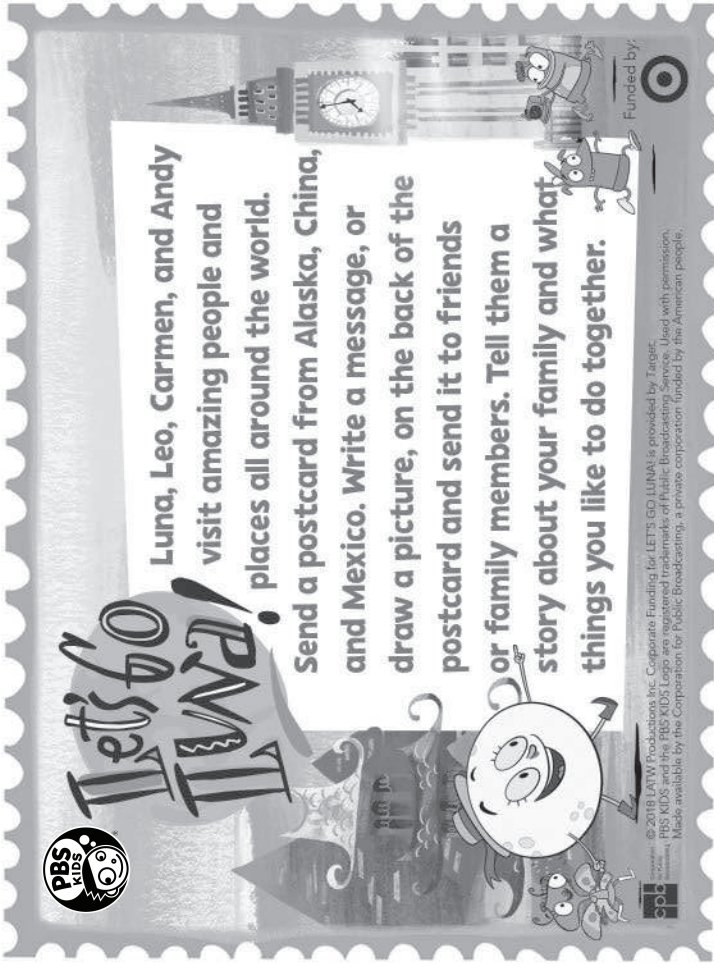 PBS
KIDS
Let's GO
LUNA!
Luna, Leo, Carmen, and Andy
visit amazing people and
places all around the world.
Send a postcard from Alaska, China,
and Mexico. Write a message, or
draw a picture, on the back of the
postcard and send it to friends
or family members. Tell them a
story about your family and what
things you like to do together.
Funded by:
cpb
Corporation
for Public
Broadcasting
© 2018 LATW Productions Inc. Corporate Funding for LET'S GO LUNA! is provided by Target.
PBS KIDS and the PBS KIDS Logo are registered trademarks of Public Broadcasting Service. Used with permission.
Made available by the Corporation for Public Broadcasting, a private corporation funded by the American people.